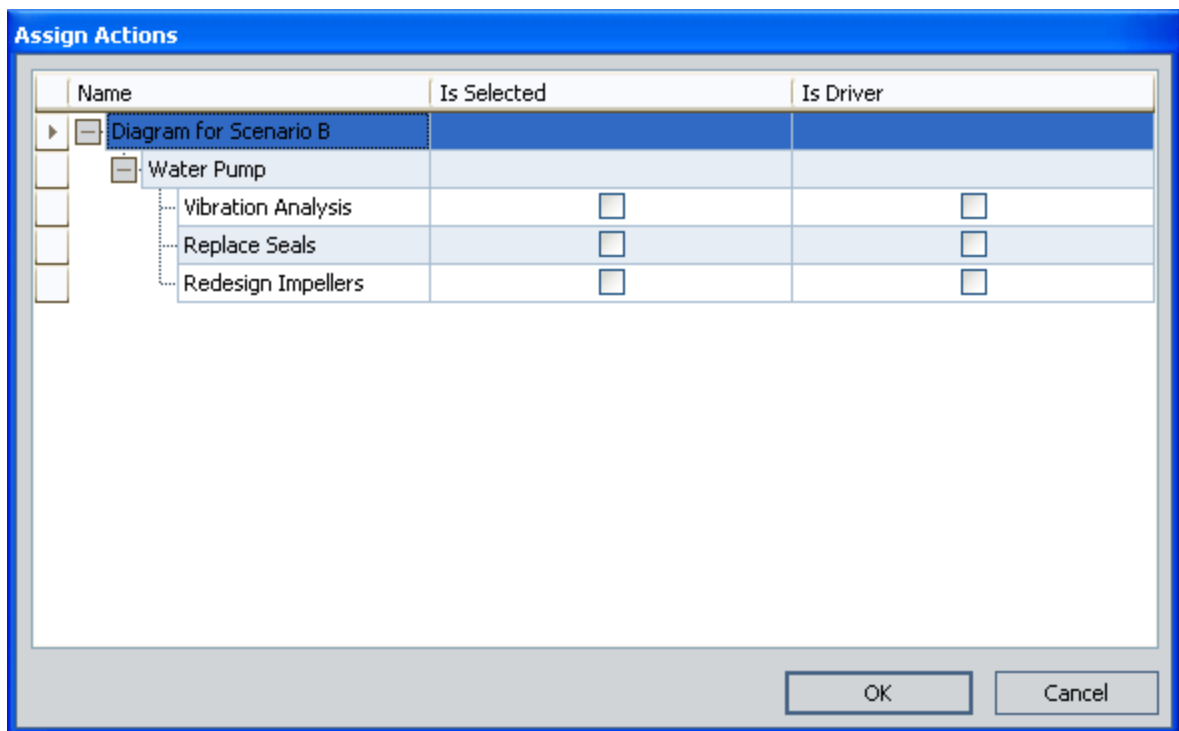 Assign Actions
Name Is Selected Is Driver
Diagram for Scenario B
Water Pump
Vibration Analysis
Replace Seals
Redesign Impellers
OK Cancel